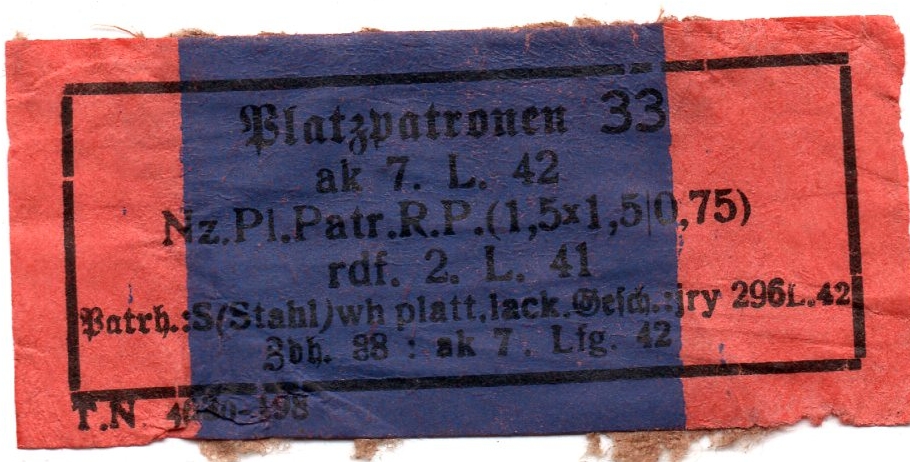 Platzpatronen 33
ak 7. L. 42
Nz.Pl.Patr.R.P.(1,5x1,5|0,75)
rdf. 2. L. 41
Patrh.:S(Stahl)wh platt.lack.Gesch.:jry 296L.42
Zdh. 88 : ak 7. Lfg. 42
T.N